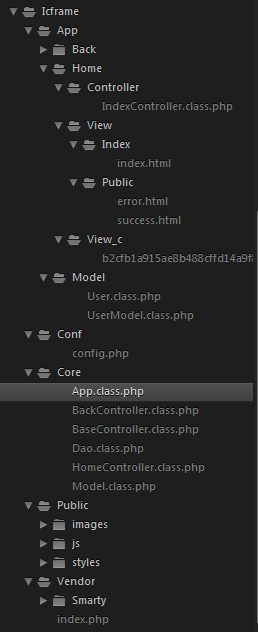 Icframe
App
Back
Home
Controller
IndexController.class.php
View
Index
index.html
Public
error.html
success.html
View_c
b2cfb1a915ae8b488cffd14a9f8
Model
User.class.php
UserModel.class.php
Conf
config.php
Core
App.class.php
BackController.class.php
BaseController.class.php
Dao.class.php
HomeController.class.php
Model.class.php
Public
images
js
styles
Vendor
Smarty
index.php